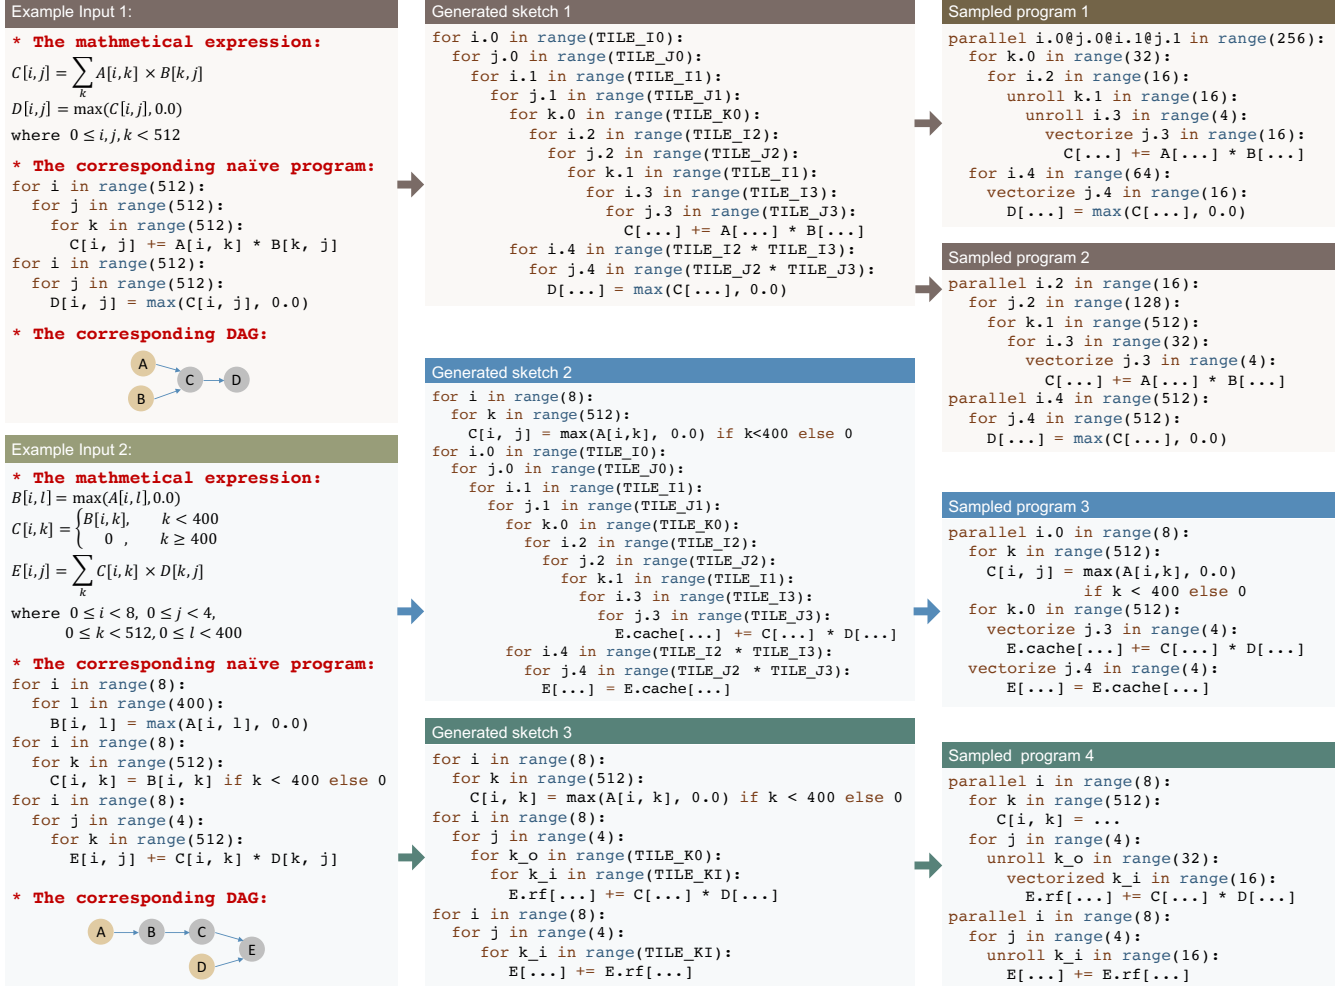 Example Input 1:
* The mathmetical expression:
C[i,j] = ∑ A[i,k] × B[k,j]
k
D[i,j] = max(C[i,j], 0.0)
where 0 ≤ i,j,k < 512
* The corresponding naïve program:
for i in range(512):
  for j in range(512):
    for k in range(512):
      C[i, j] += A[i, k] * B[k, j]
for i in range(512):
  for j in range(512):
    D[i, j] = max(C[i, j], 0.0)
* The corresponding DAG:
A
B
C
D
Example Input 2:
* The mathmetical expression:
B[i,l] = max(A[i,l],0.0)
C[i,k] = { B[i,k], k < 400
0 , k ≥ 400
E[i,j] = ∑ C[i,k] × D[k,j]
k
where 0 ≤ i < 8, 0 ≤ j < 4,
0 ≤ k < 512, 0 ≤ l < 400
* The corresponding naïve program:
for i in range(8):
  for l in range(400):
    B[i, l] = max(A[i, l], 0.0)
for i in range(8):
  for k in range(512):
    C[i, k] = B[i, k] if k < 400 else 0
for i in range(8):
  for j in range(4):
    for k in range(512):
      E[i, j] += C[i, k] * D[k, j]
* The corresponding DAG:
A
B
C
D
E
Generated sketch 1
for i.0 in range(TILE_I0):
  for j.0 in range(TILE_J0):
    for i.1 in range(TILE_I1):
      for j.1 in range(TILE_J1):
        for k.0 in range(TILE_K0):
          for i.2 in range(TILE_I2):
            for j.2 in range(TILE_J2):
              for k.1 in range(TILE_I1):
                for i.3 in range(TILE_I3):
                  for j.3 in range(TILE_J3):
                    C[...] += A[...] * B[...]
        for i.4 in range(TILE_I2 * TILE_I3):
          for j.4 in range(TILE_J2 * TILE_J3):
            D[...] = max(C[...], 0.0)
Generated sketch 2
for i in range(8):
  for k in range(512):
    C[i, j] = max(A[i,k], 0.0) if k<400 else 0
for i.0 in range(TILE_I0):
  for j.0 in range(TILE_J0):
    for i.1 in range(TILE_I1):
      for j.1 in range(TILE_J1):
        for k.0 in range(TILE_K0):
          for i.2 in range(TILE_I2):
            for j.2 in range(TILE_J2):
              for k.1 in range(TILE_I1):
                for i.3 in range(TILE_I3):
                  for j.3 in range(TILE_J3):
                    E.cache[...] += C[...] * D[...]
        for i.4 in range(TILE_I2 * TILE_I3):
          for j.4 in range(TILE_J2 * TILE_J3):
            E[...] = E.cache[...]
Generated sketch 3
for i in range(8):
  for k in range(512):
    C[i, k] = max(A[i, k], 0.0) if k < 400 else 0
for i in range(8):
  for j in range(4):
    for k_o in range(TILE_K0):
      for k_i in range(TILE_KI):
        E.rf[...] += C[...] * D[...]
for i in range(8):
  for j in range(4):
    for k_i in range(TILE_KI):
      E[...] += E.rf[...]
Sampled program 1
parallel i.0@j.0@i.1@j.1 in range(256):
  for k.0 in range(32):
    for i.2 in range(16):
      unroll k.1 in range(16):
        unroll i.3 in range(4):
          vectorize j.3 in range(16):
            C[...] += A[...] * B[...]
  for i.4 in range(64):
    vectorize j.4 in range(16):
      D[...] = max(C[...], 0.0)
Sampled program 2
parallel i.2 in range(16):
  for j.2 in range(128):
    for k.1 in range(512):
      for i.3 in range(32):
        vectorize j.3 in range(4):
          C[...] += A[...] * B[...]
parallel i.4 in range(512):
  for j.4 in range(512):
    D[...] = max(C[...], 0.0)
Sampled program 3
parallel i.0 in range(8):
  for k in range(512):
    C[i, j] = max(A[i,k], 0.0)
              if k < 400 else 0
  for k.0 in range(512):
    vectorize j.3 in range(4):
      E.cache[...] += C[...] * D[...]
  vectorize j.4 in range(4):
      E[...] = E.cache[...]
Sampled program 4
parallel i in range(8):
  for k in range(512):
     C[i, k] = ...
  for j in range(4):
    unroll k_o in range(32):
      vectorized k_i in range(16):
        E.rf[...] += C[...] * D[...]
parallel i in range(8):
  for j in range(4):
    unroll k_i in range(16):
      E[...] += E.rf[...]